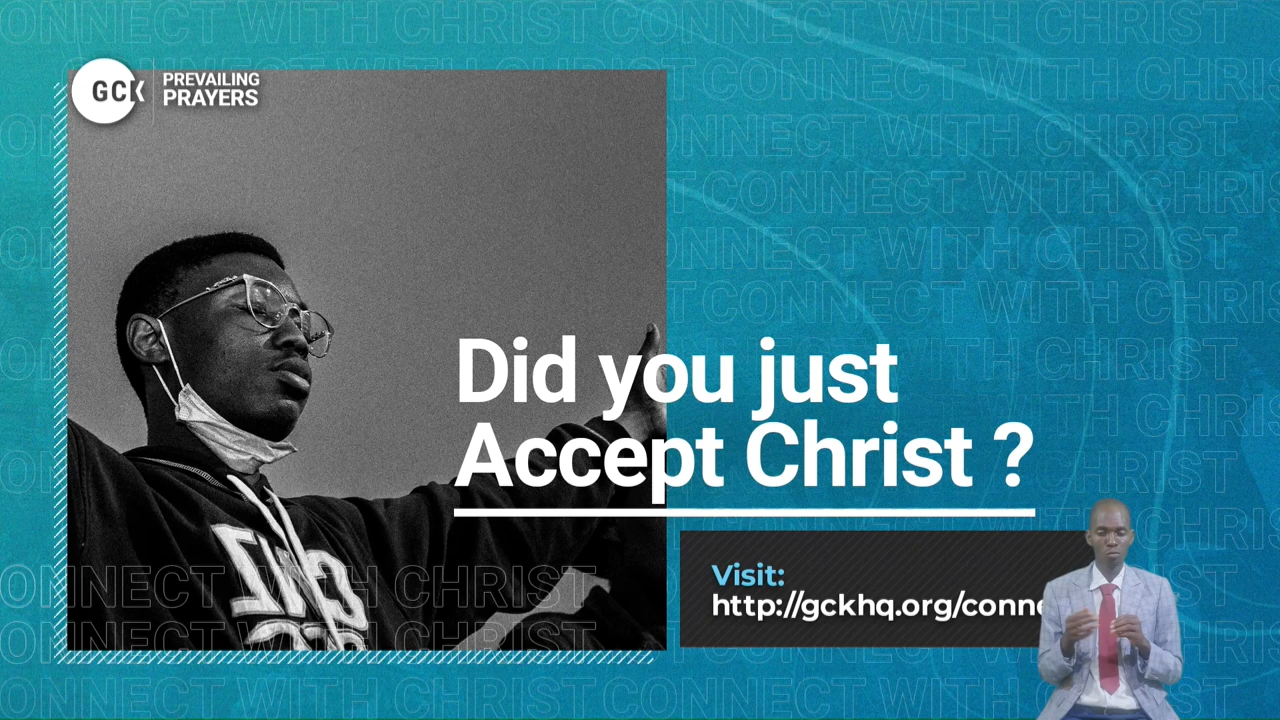 CONNECT WITH CHRIST
GCK
PREVAILING
PRAYERS
Did you just
Accept Christ ?
Visit:
http://gckhq.org/conne